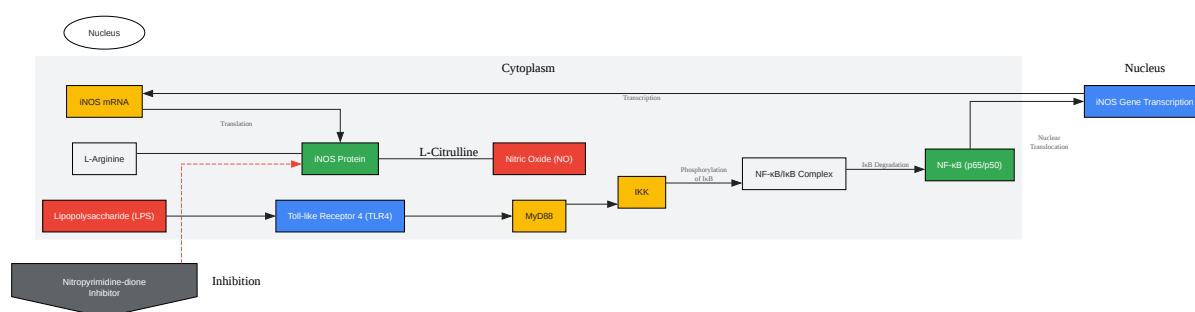 Nucleus
Cytoplasm
Nucleus
iNOS mRNA
Transcription
iNOS Gene Transcription
Translation
Nuclear
Translocation
L-Arginine
iNOS Protein
L-Citrulline
Nitric Oxide (NO)
Phosphorylation
of IκB
NF-κB/IκB Complex
IκB Degradation
NF-κB (p65/p50)
IKK
Lipopolysaccharide (LPS)
Toll-like Receptor 4 (TLR4)
MyD88
Nitropyrimidine-dione
Inhibitor
Inhibition